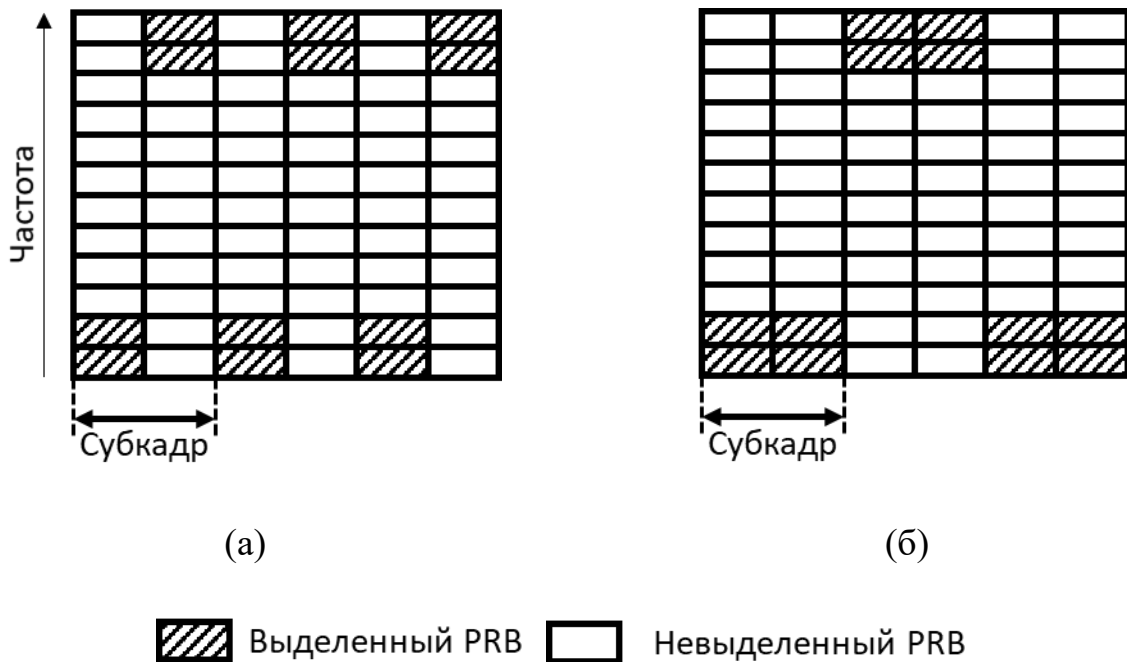 Частота
Субкадр
Субкадр
(а)
(б)
Выделенный PRB
Невыделенный PRB